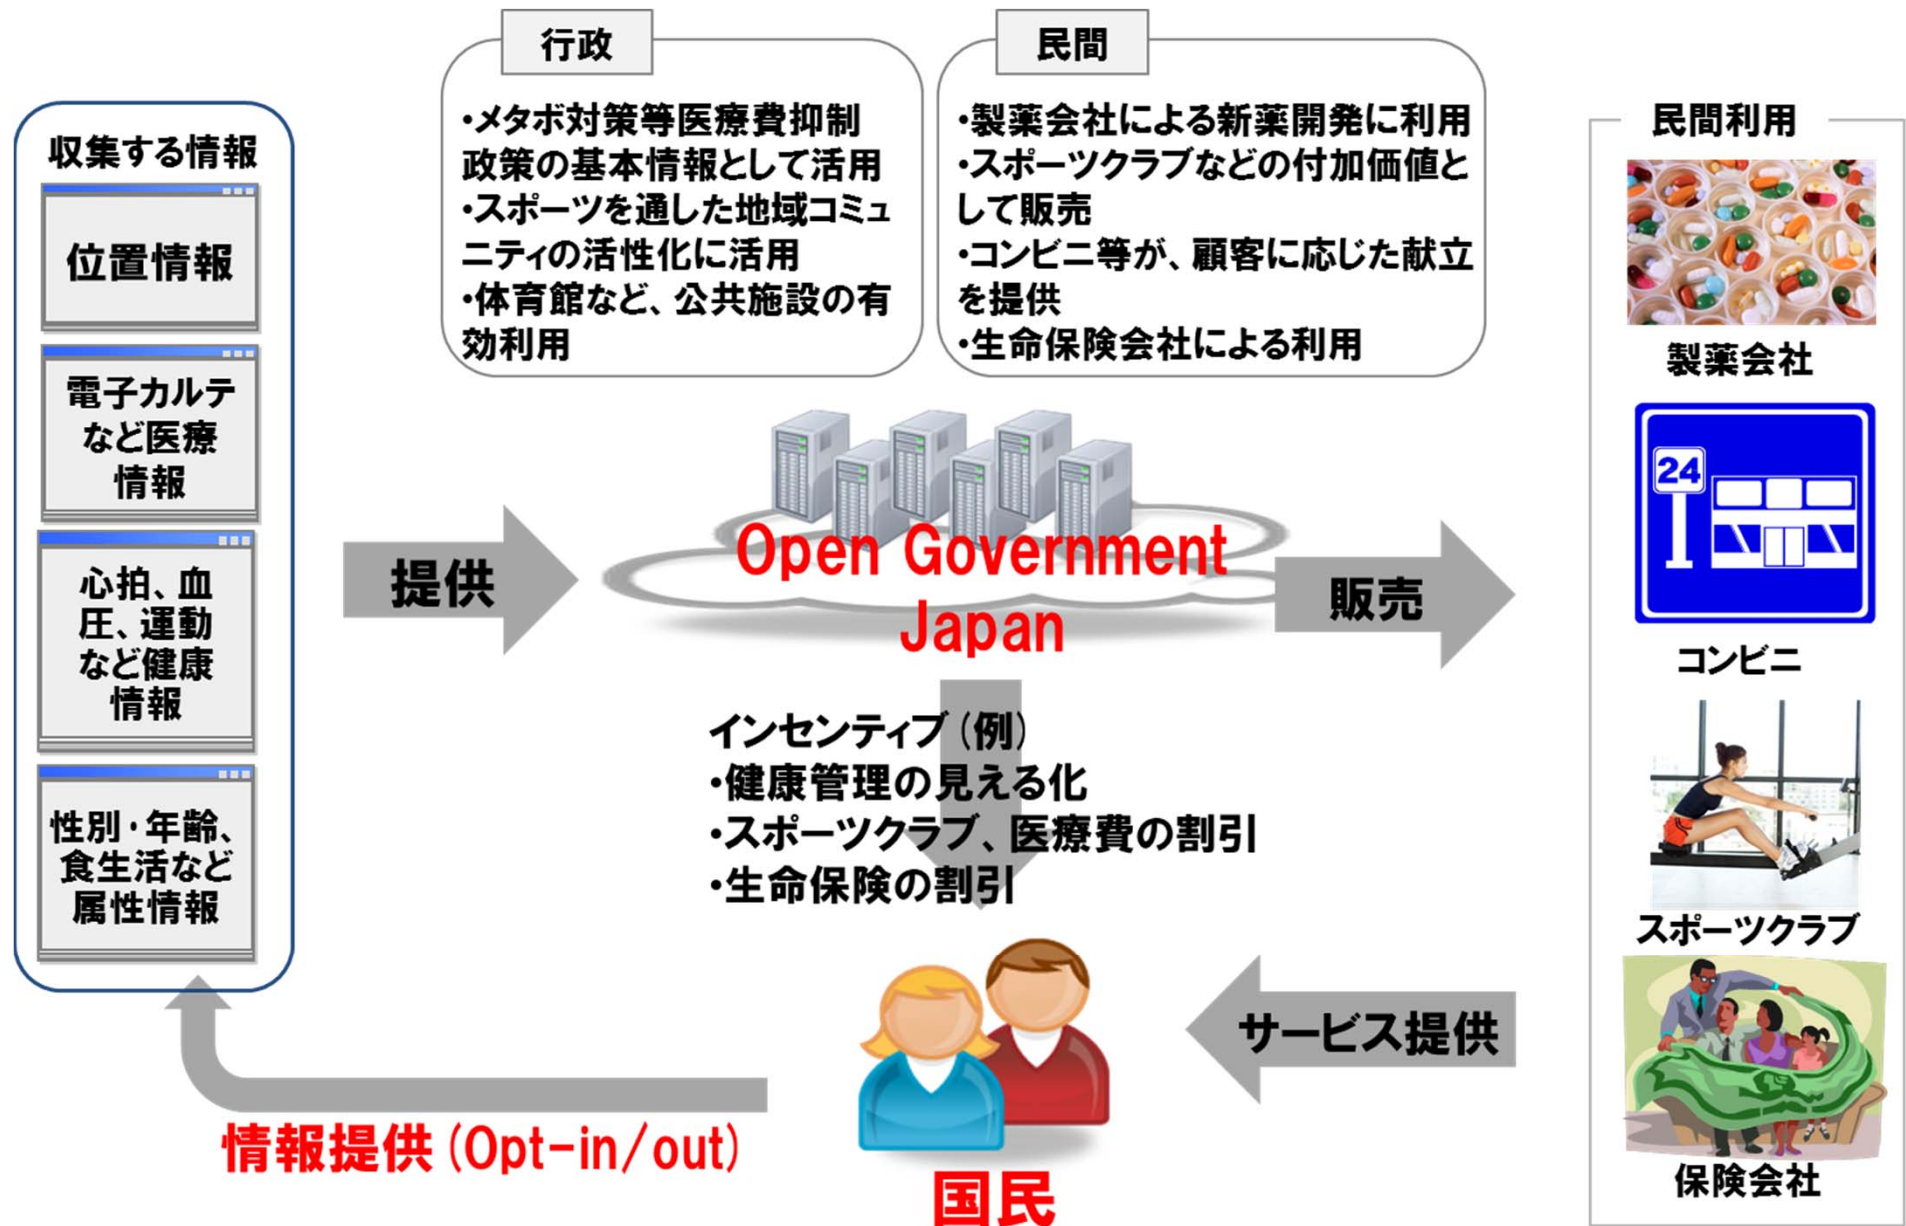 行政
・メタボ対策等医療費抑制
政策の基本情報として活用
・スポーツを通した地域コミュ
ニティの活性化に活用
・体育館など、公共施設の有
効利用
民間
・製薬会社による新薬開発に利用
・スポーツクラブなどの付加価値と
して販売
・コンビニ等が、顧客に応じた献立
を提供
・生命保険会社による利用
収集する情報
位置情報
電子カルテ
など医療
情報
心拍、血
圧、運動
など健康
情報
性別・年齢、
食生活など
属性情報
提供
Open Government
Japan
販売
インセンティブ（例）
・健康管理の見える化
・スポーツクラブ、医療費の割引
・生命保険の割引
民間利用
製薬会社
24
コンビニ
スポーツクラブ
保険会社
サービス提供
情報提供（Opt-in/out）
国民